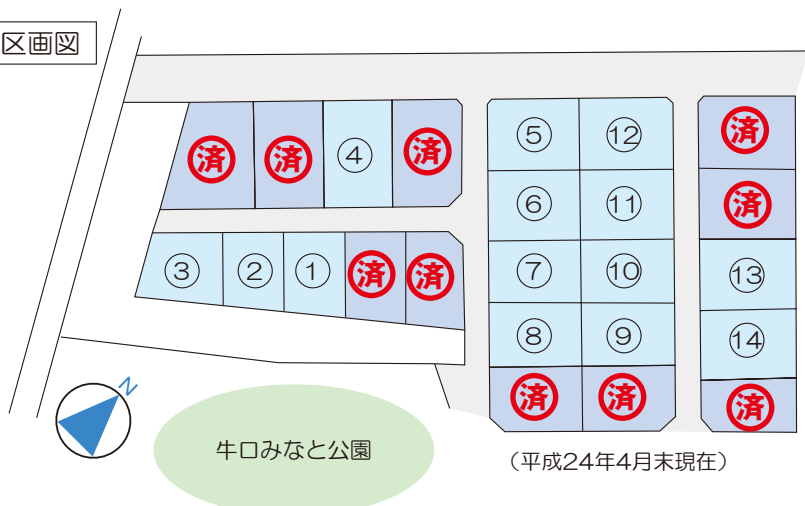 区画図
済 済 ④ 済
③ ② ① 済 済
⑤ ⑫ 済
⑥ ⑪ 済
⑦ ⑩ ⑬
⑧ ⑨ ⑭
済 済 済
N
牛口みなと公園
（平成24年4月末現在）